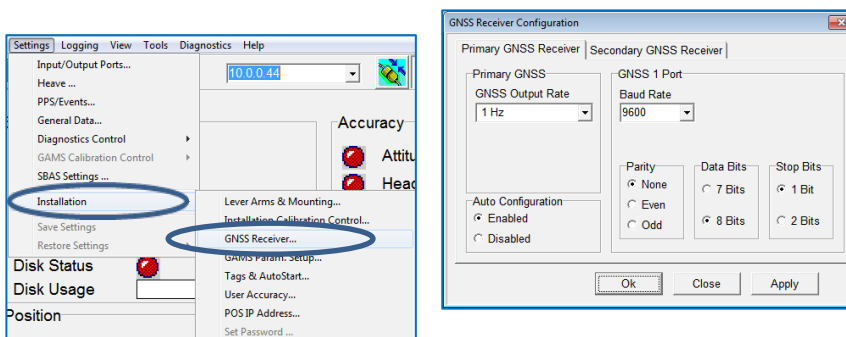 Settings Logging View Tools Diagnostics Help
Input/Output Ports...
Heave ...
PPS/Events...
General Data...
Diagnostics Control
GAMS Calibration Control
SBAS Settings ...
Installation
Save Settings
Restore Settings
10.0.0.44
Accuracy
Attitu
Head
Lever Arms & Mounting...
Installation Calibration Control...
GNSS Receiver...
GAMS Param. Setup...
Tags & AutoStart...
User Accuracy...
POS IP Address...
Set Password ...
Disk Status
Disk Usage
Position
GNSS Receiver Configuration
Primary GNSS Receiver Secondary GNSS Receiver
Primary GNSS
GNSS Output Rate
1 Hz
Auto Configuration
Enabled
Disabled
GNSS 1 Port
Baud Rate
9600
Parity
None
Even
Odd
Data Bits
7 Bits
8 Bits
Stop Bits
1 Bit
2 Bits
Ok Close Apply